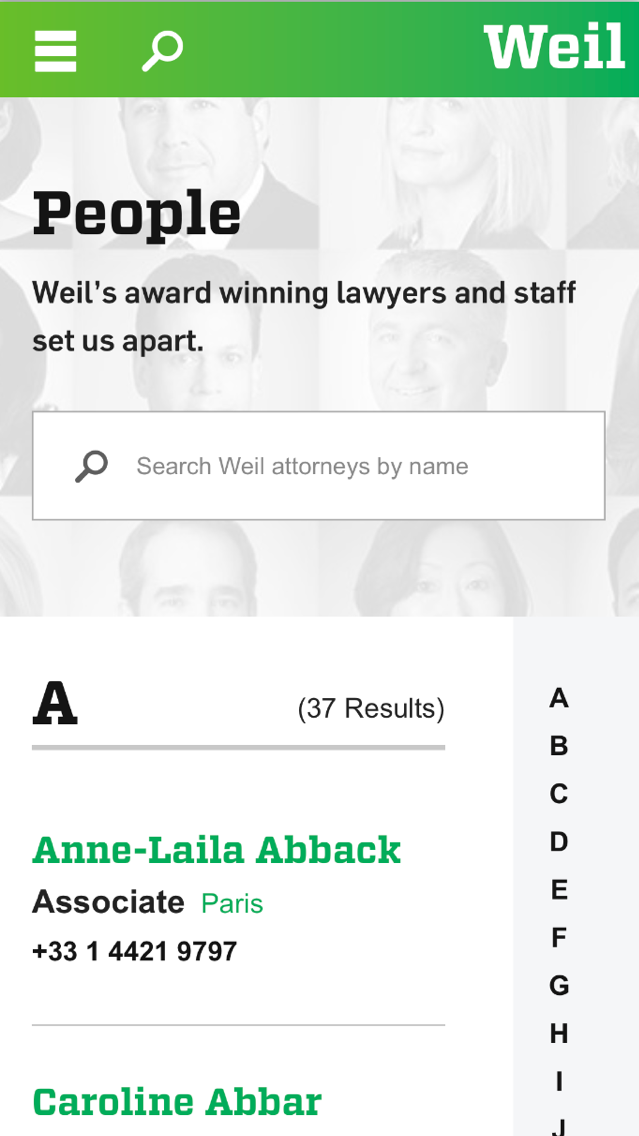 Weil
People
Weil's award winning lawyers and staff
set us apart.
Search Weil attorneys by name
A
(37 Results)
Anne-Laila Abback
Associate Paris
+33 1 4421 9797
Caroline Abbar
A
B
C
D
E
F
G
H
I
J